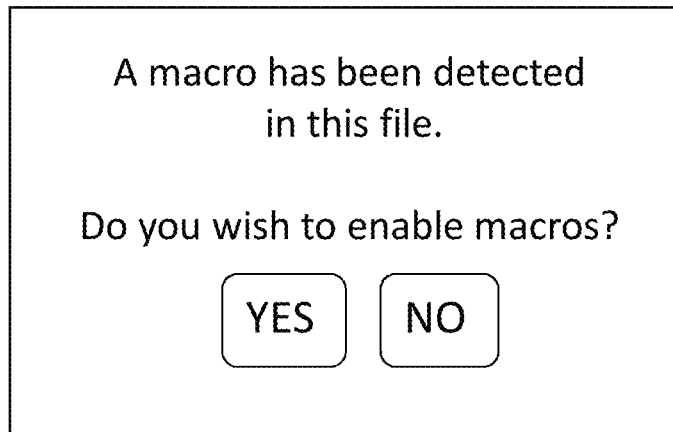 A macro has been detected
in this file.
Do you wish to enable macros?
YES NO